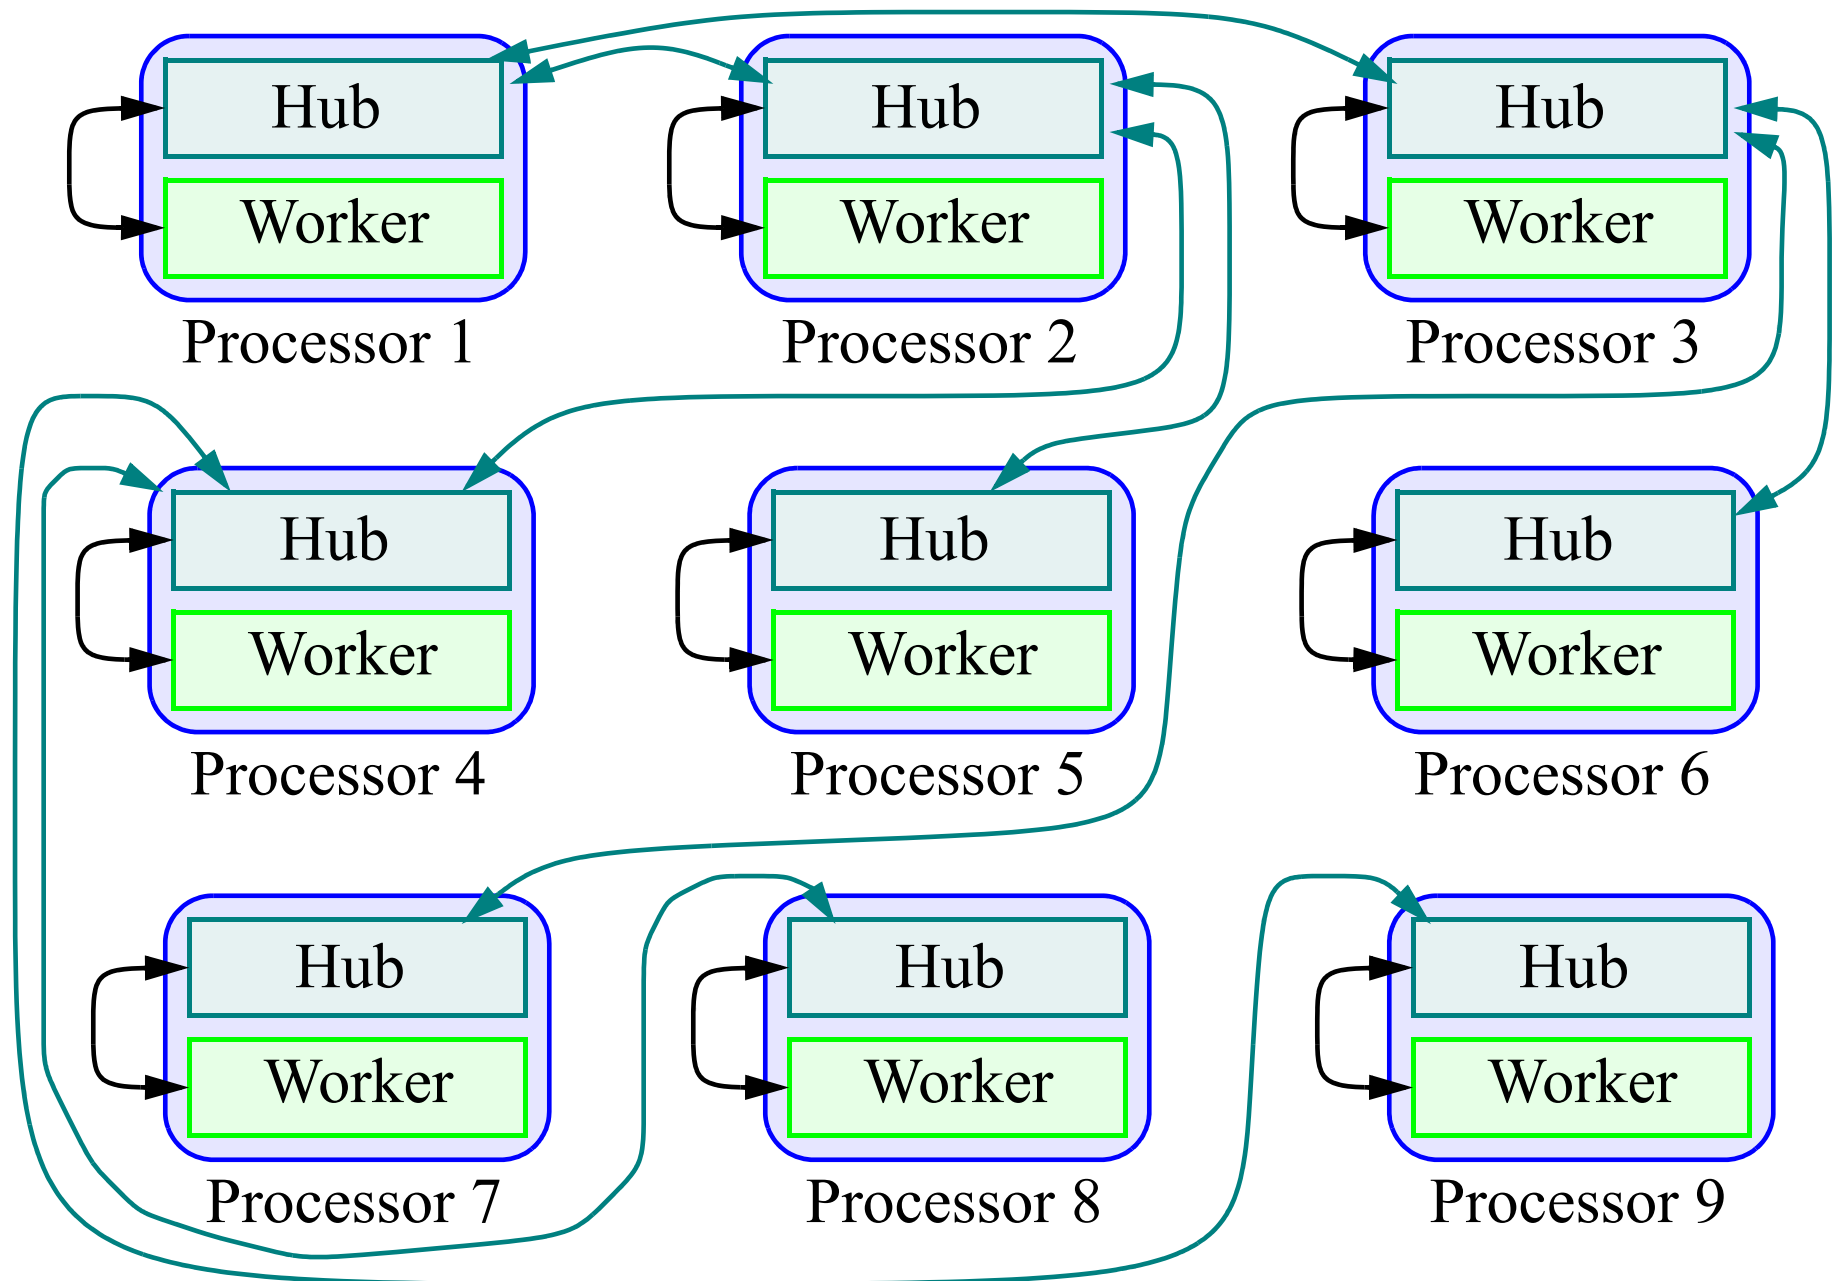 Hub Hub Hub
Worker Worker Worker
Processor 1 Processor 2 Processor 3
Hub Hub Hub
Worker Worker Worker
Processor 4 Processor 5 Processor 6
Hub Hub Hub
Worker Worker Worker
Processor 7 Processor 8 Processor 9